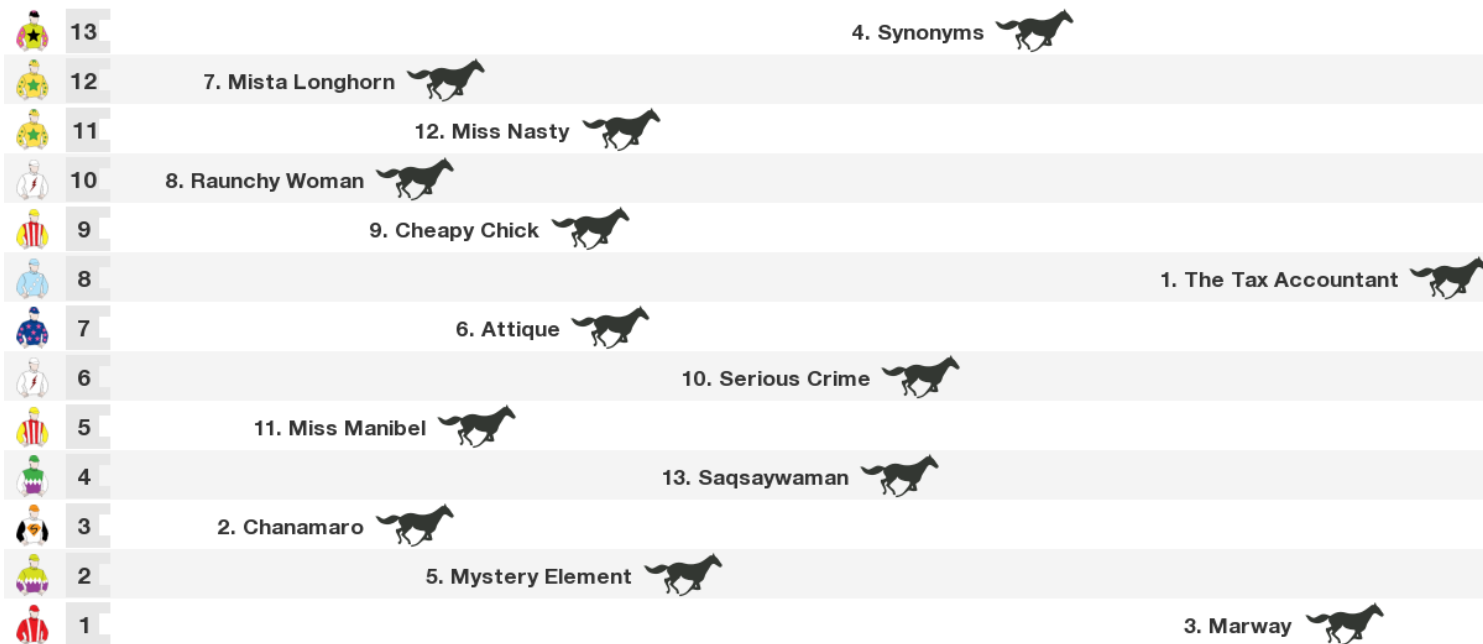 13 4. Synonyms
12 7. Mista Longhorn
11 12. Miss Nasty
10 8. Raunchy Woman
9 9. Cheapy Chick
8 1. The Tax Accountant
7 6. Attique
6 10. Serious Crime
5 11. Miss Manibel
4 13. Saqsaywaman
3 2. Chanamaro
2 5. Mystery Element
1 3. Marway